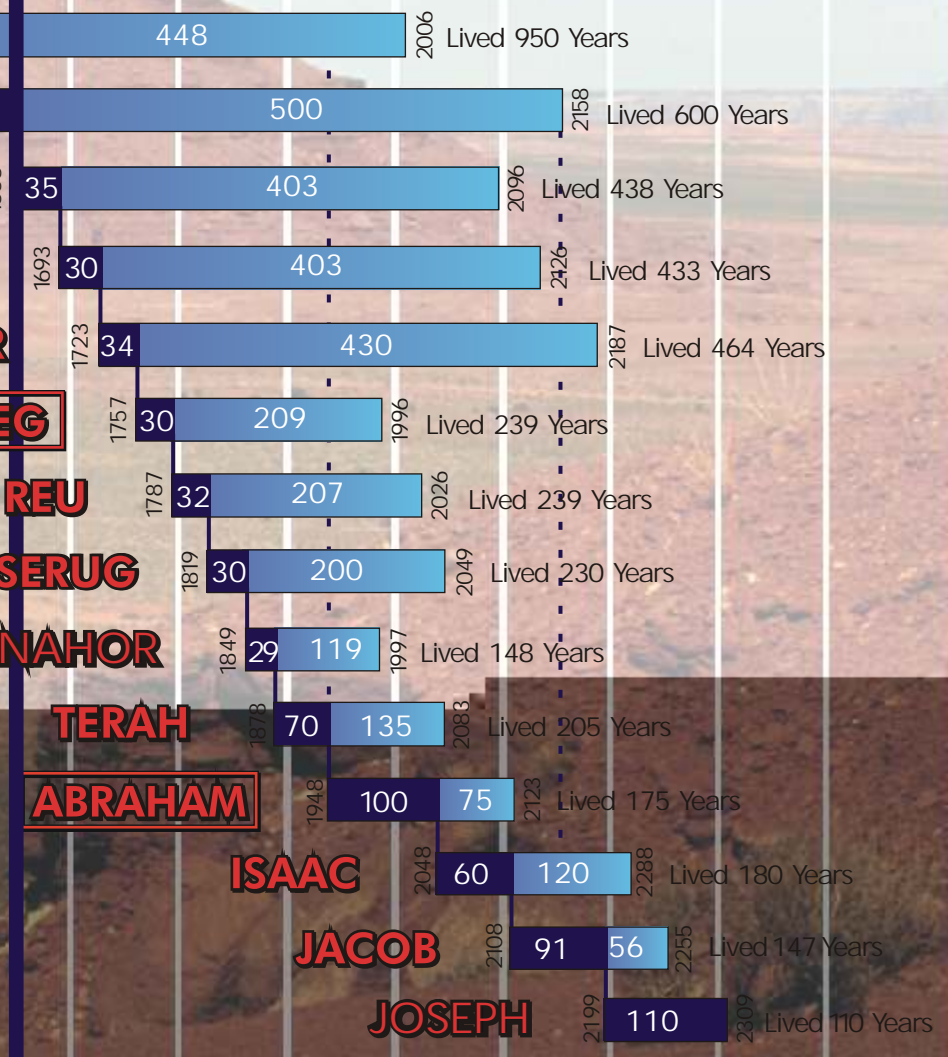 448 2006 Lived 950 Years
500 2158 Lived 600 Years
35 403 2096 Lived 438 Years
1693 30 403 2126 Lived 433 Years
R 1723 34 430 2187 Lived 464 Years
EG 1757 30 209 1996 Lived 239 Years
REU 1787 32 207 2026 Lived 239 Years
SERUG 1819 30 200 2049 Lived 230 Years
NAHOR 1849 29 119 1997 Lived 148 Years
TERAH 1878 70 135 2083 Lived 205 Years
ABRAHAM 1948 100 75 2123 Lived 175 Years
ISAAC 2048 60 120 2288 Lived 180 Years
JACOB 2108 91 56 2255 Lived 147 Years
JOSEPH 2199 110 2309 Lived 110 Years